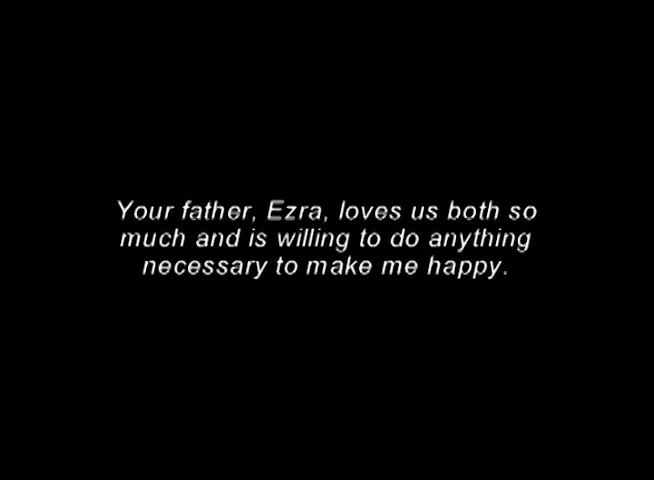 Your father, Ezra, loves us both so
much and is willing to do anything
necessary to make me happy.